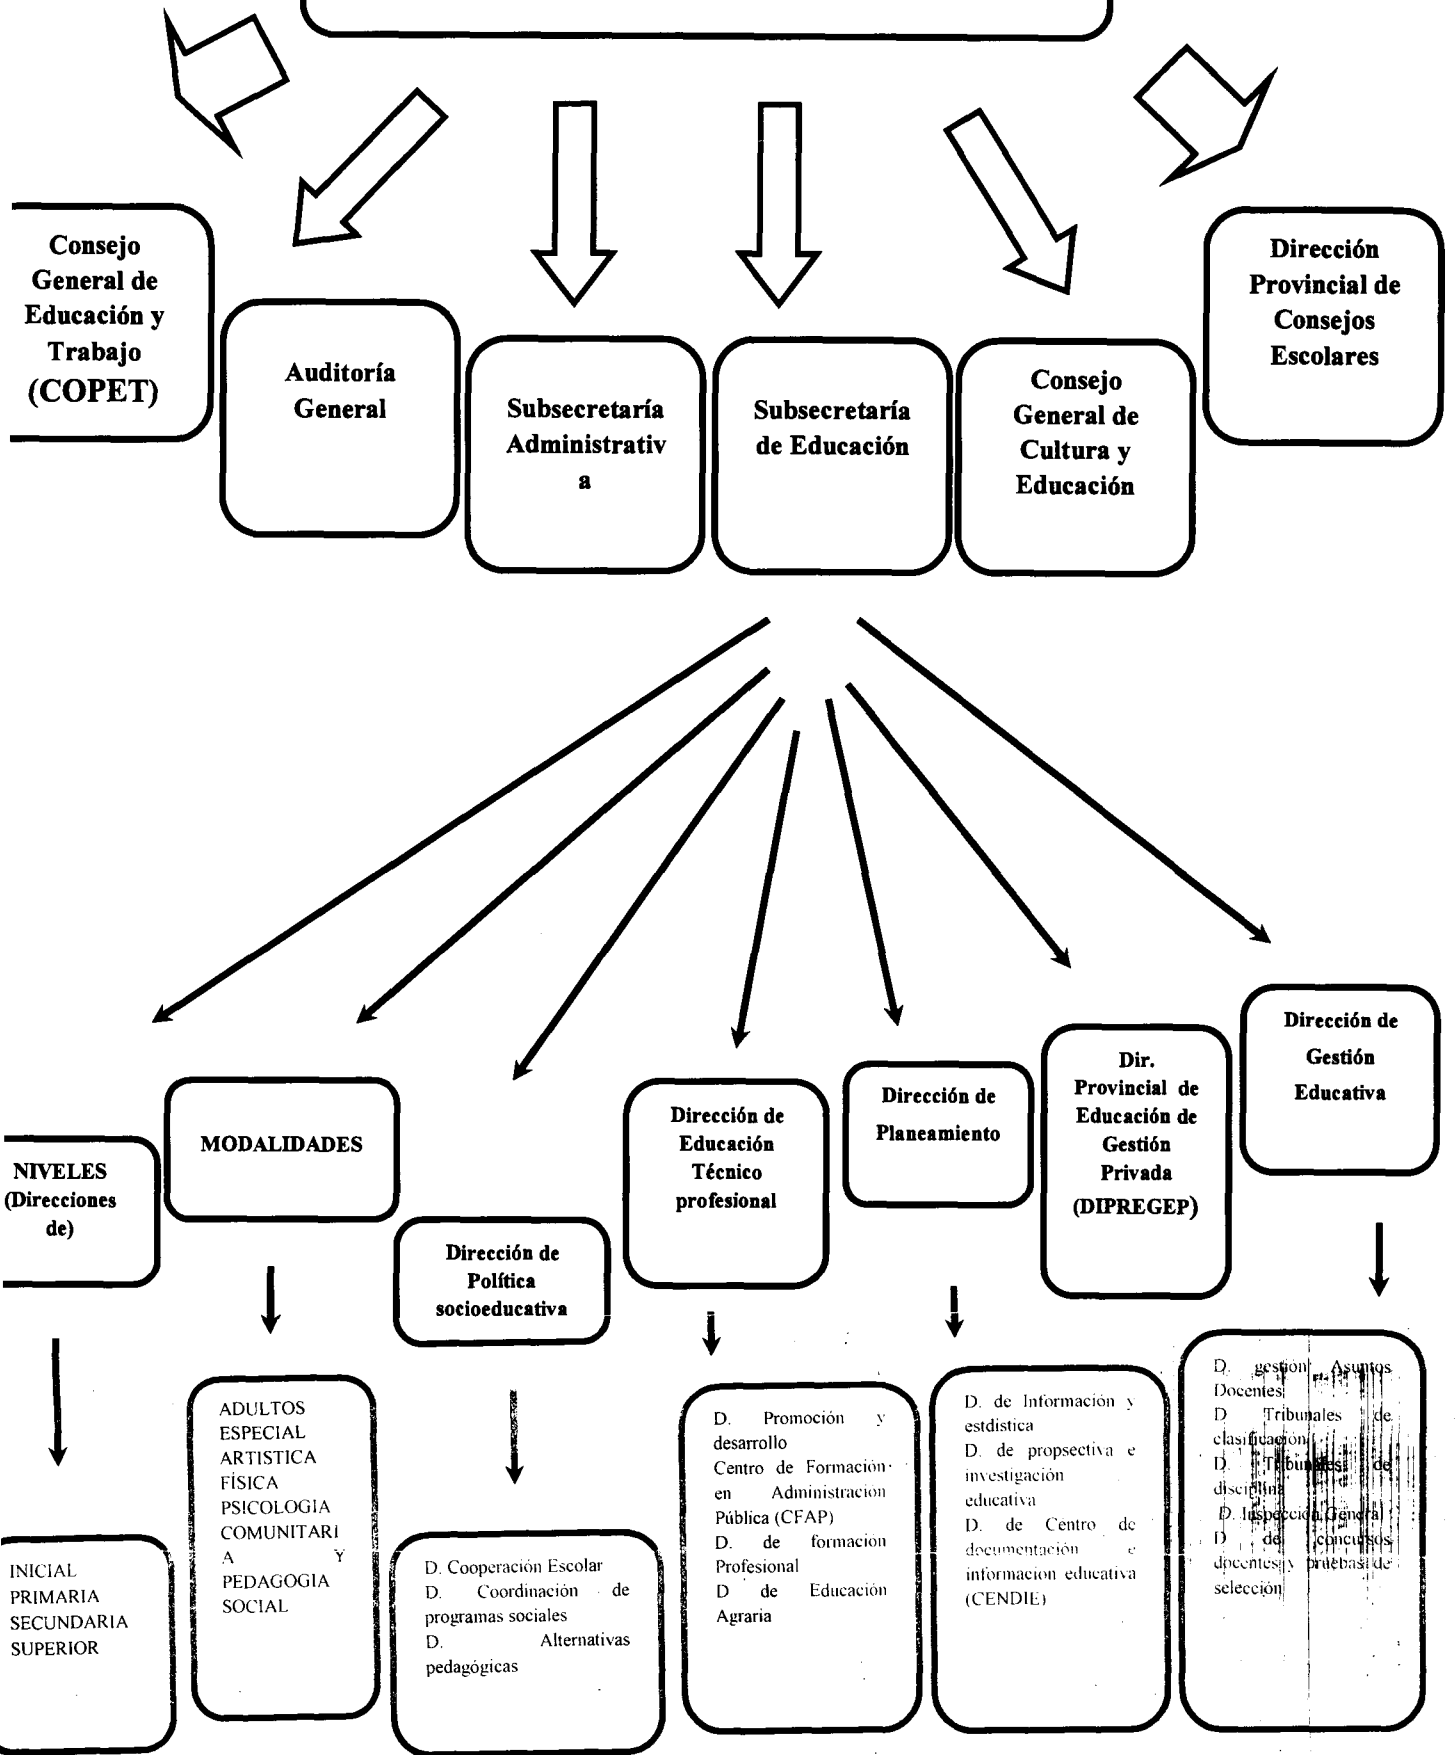 Consejo
General de
Educación y
Trabajo
(COPET)
Auditoría
General
Subsecretaría
Administrativ
a
Subsecretaría
de Educación
Consejo
General de
Cultura y
Educación
Dirección
Provincial de
Consejos
Escolares
NIVELES
(Direcciones
de)
MODALIDADES
Dirección de
Política
socioeducativa
Dirección de
Educación
Técnico
profesional
Dirección de
Planeamiento
Dir.
Provincial de
Educación de
Gestión
Privada
(DIPREGEP)
Dirección de
Gestión
Educativa
INICIAL
PRIMARIA
SECUNDARIA
SUPERIOR
ADULTOS
ESPECIAL
ARTISTICA
FÍSICA
PSICOLOGIA
COMUNITARI
A Y
PEDAGOGIA
SOCIAL
D. Cooperación Escolar
D. Coordinación de
programas sociales
D. Alternativas
pedagógicas
D. Promoción y
desarrollo
Centro de Formación
en Administración
Pública (CFAP)
D. de formación
Profesional
D de Educación
Agraria
D. de Información y
estdistica
D. de propsectiva e
investigación
educativa
D. de Centro de
documentación e
informacion educativa
(CENDIE)
D. gestión Asuntos
Docentes
D Tribunales de
clasificación
D. Tribunales de
disciplina
D. Inspección General
D de concursos
docentes y pruebas de
selección